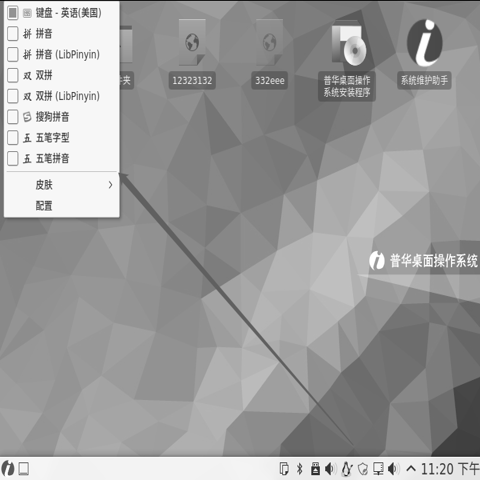 键盘 - 英语(美国)
拼音
拼音 (LibPinyin)
双拼
双拼 (LibPinyin)
搜狗拼音
五笔字型
五笔拼音
皮肤
配置
件夹
12323132
332eee
普华桌面操作
系统安装程序
系统维护助手
普华桌面操作系统
11:20 下午